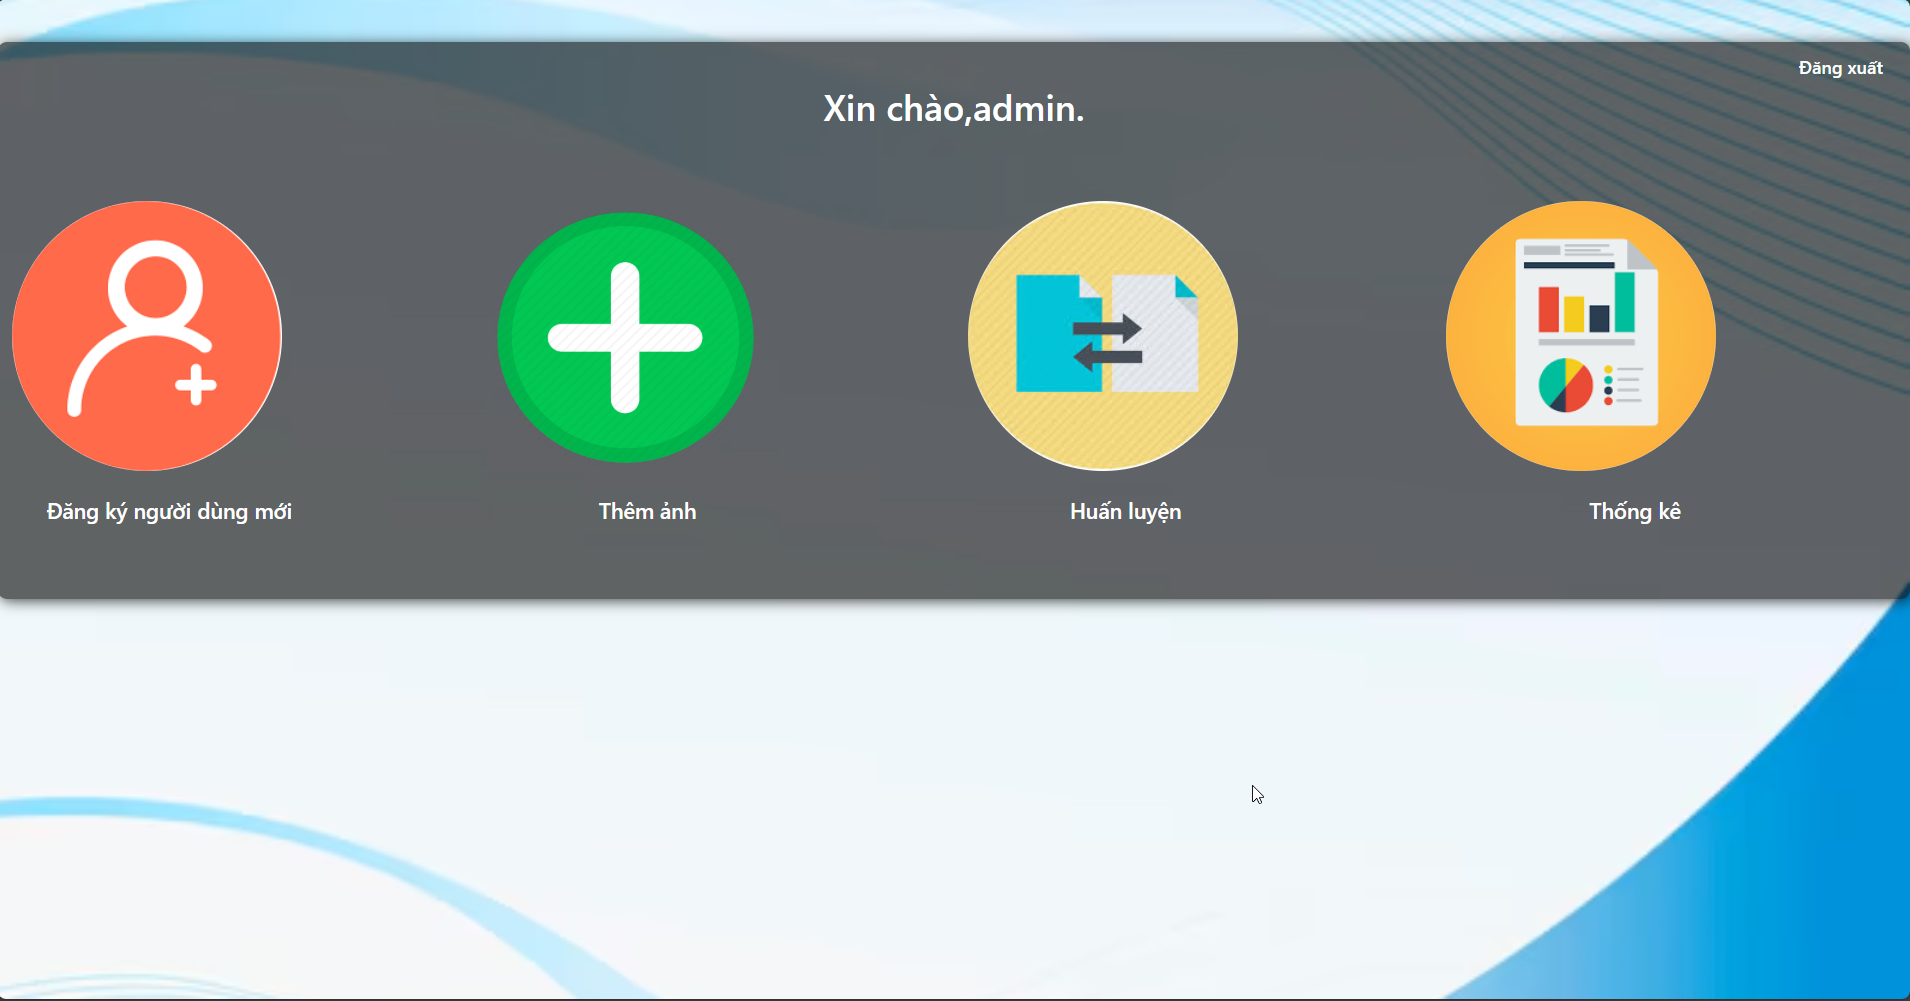 Đăng xuất
Xin chào,admin.
Đăng ký người dùng mới
Thêm ảnh
Huấn luyện
Thống kê